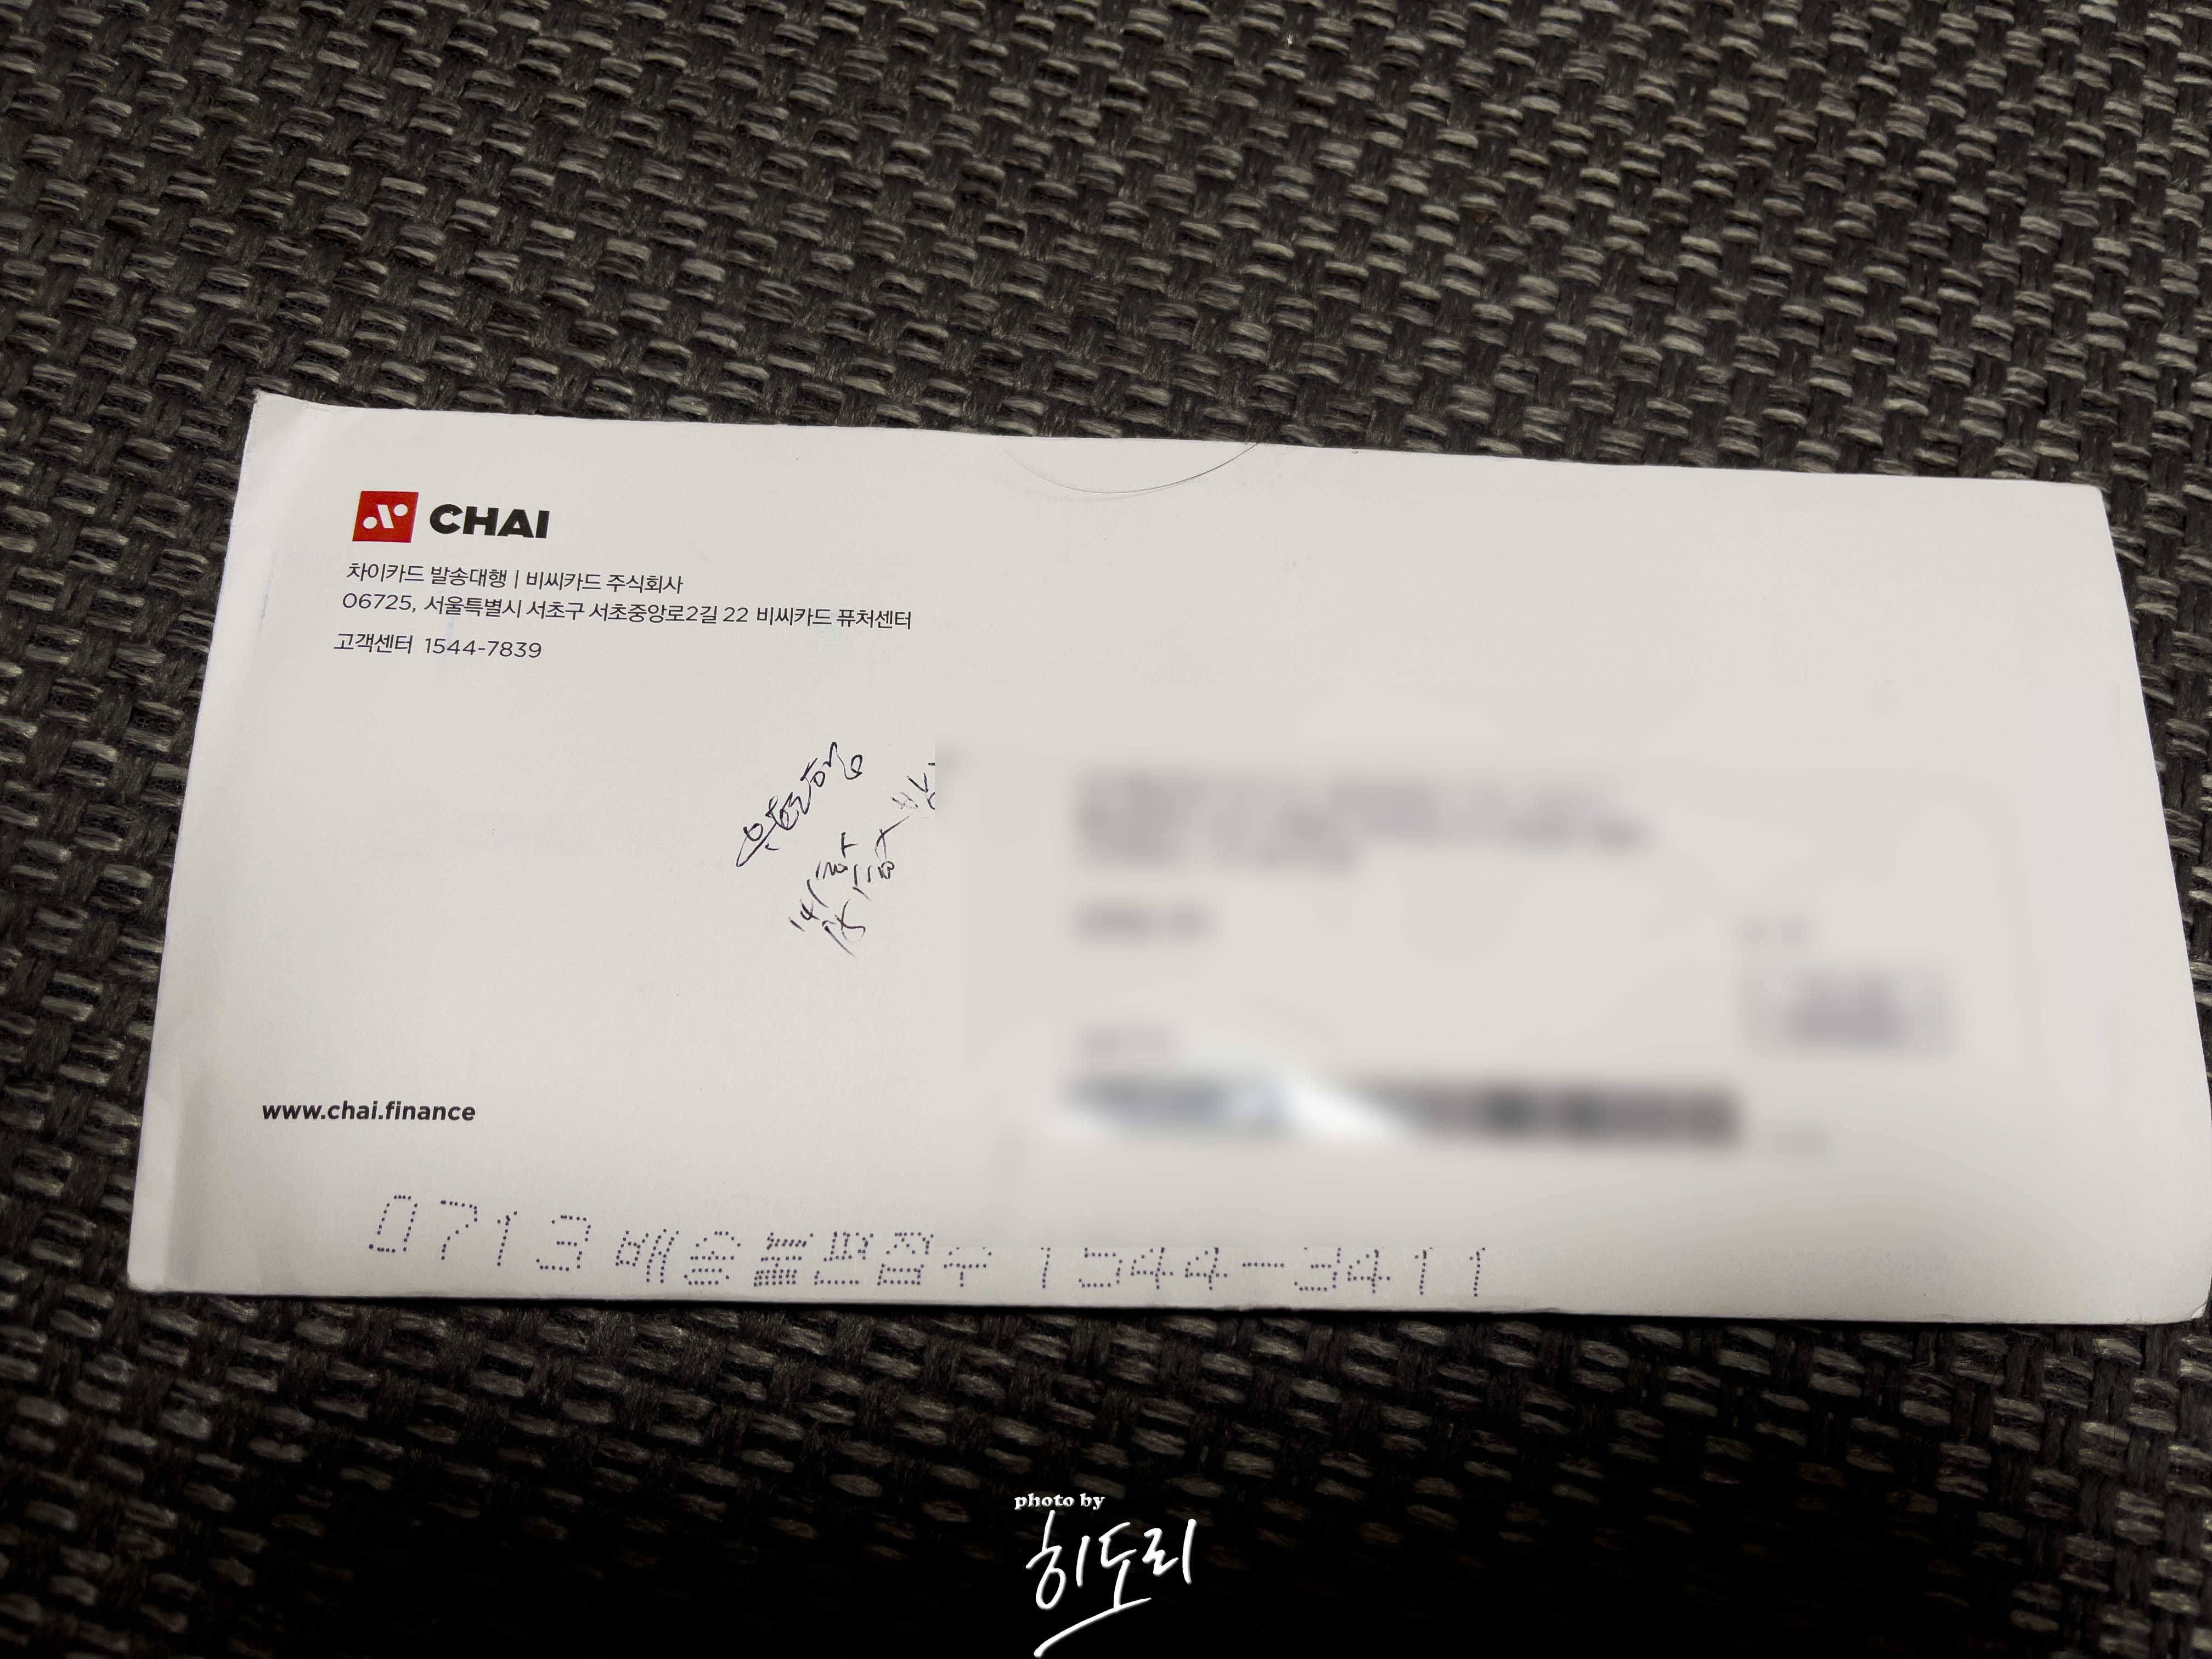 CHAI
차이카드 발송대행 | 비씨카드 주식회사
06725, 서울특별시 서초구 서초중앙로2길 22 비씨카드 퓨처센터
고객센터 1544-7839
www.chai.finance
0713 배송불편접수 1544-3411
photo by
히도리